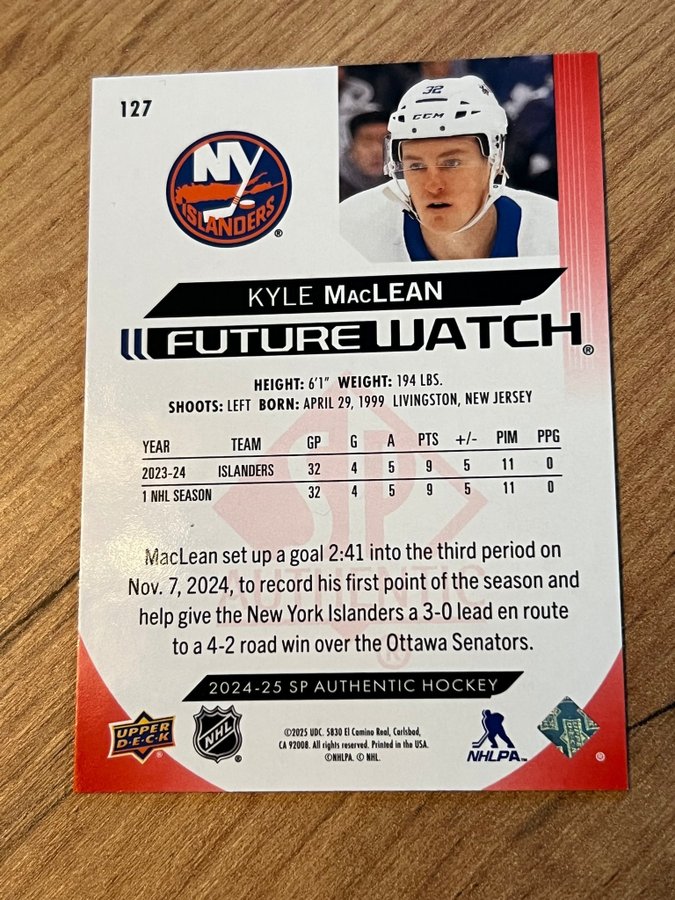 127
32
CCM
NY
ISLANDERS
®
KYLE MACLEAN
FUTURE WATCH®
HEIGHT: 6'1" WEIGHT: 194 LBS.
SHOOTS: LEFT BORN: APRIL 29, 1999 LIVINGSTON, NEW JERSEY
YEAR TEAM GP G A PTS +/- PIM PPG
2023-24 ISLANDERS 32 4 5 9 5 11 0
1 NHL SEASON 32 4 5 9 5 11 0
SP
AUTHENTIC
®
MacLean set up a goal 2:41 into the third period on
Nov. 7, 2024, to record his first point of the season and
help give the New York Islanders a 3-0 lead en route
to a 4-2 road win over the Ottawa Senators.
2024-25 SP AUTHENTIC HOCKEY
UPPER
DECK®
NHL
®
©2025 UDC. 5830 El Camino Real, Carlsbad,
CA 92008. All rights reserved. Printed in the USA.
©NHLPA. © NHL.
NHLPA™
®